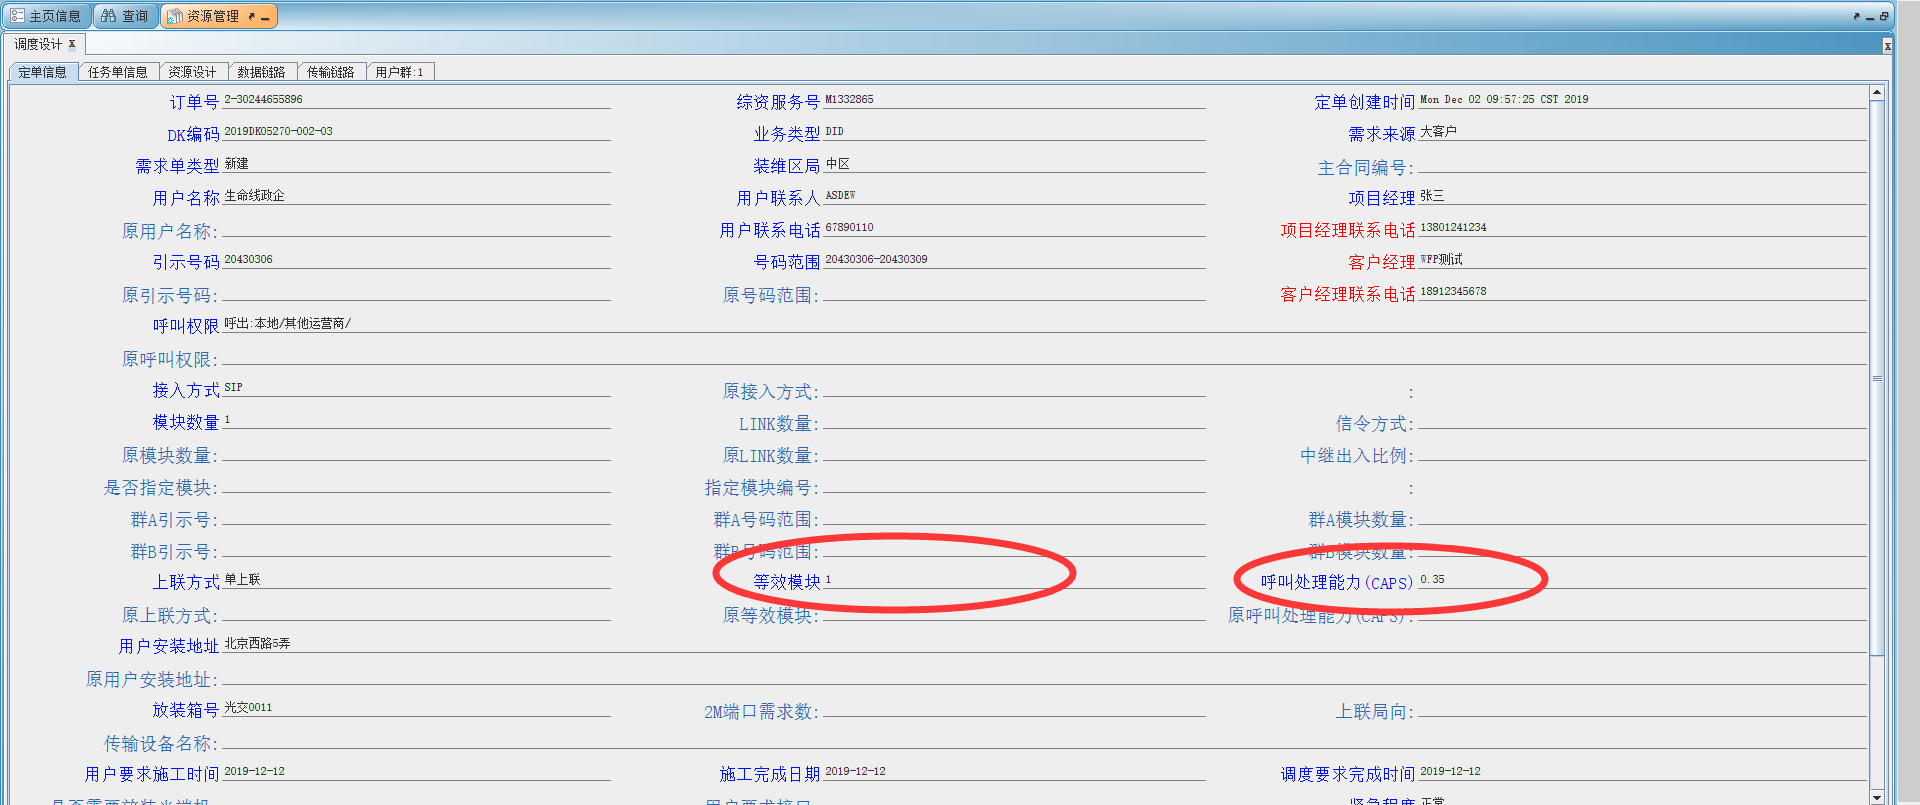 主页信息 查询 资源管理
调度设计 X
定单信息 任务单信息 资源设计 数据链路 传输链路 用户群:1
订单号 2-30244655896 综资服务号 M1332865 定单创建时间 Mon Dec 02 09:57:25 CST 2019
DK编码 2019DK05270-002-03 业务类型 DID 需求来源 大客户
需求单类型 新建 装维区局 中区 主合同编号:
用户名称 生命线政企 用户联系人 ASDEW 项目经理 张三
原用户名称: 用户联系电话 67890110 项目经理联系电话 13801241234
引示号码 20430306 号码范围 20430306-20430309 客户经理 WFP测试
原引示号码: 原号码范围: 客户经理联系电话 18912345678
呼叫权限 呼出:本地/其他运营商/
原呼叫权限:
接入方式 SIP 原接入方式: :
模块数量 1 LINK数量: 信令方式:
原模块数量: 原LINK数量: 中继出入比例:
是否指定模块: 指定模块编号: :
群A引示号: 群A号码范围: 群A模块数量:
群B引示号: 群B号码范围: 群B模块数量:
上联方式 单上联 等效模块 1 呼叫处理能力(CAPS) 0.35
原上联方式: 原等效模块: 原呼叫处理能力(CAPS):
用户安装地址 北京西路5弄
原用户安装地址:
放装箱号 光交0011 2M端口需求数: 上联局向:
传输设备名称:
用户要求施工时间 2019-12-12 施工完成日期 2019-12-12 调度要求完成时间 2019-12-12
是否需要放装光端机 用户要求接口 紧急程度 正常